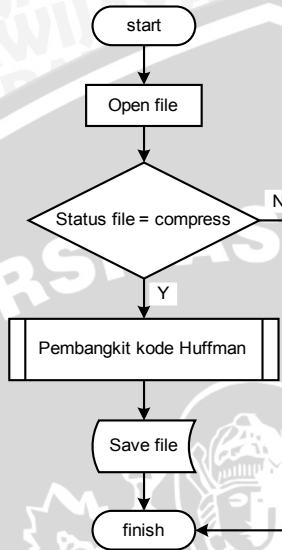 start
Open file
Status file = compress
N
Y
Pembangkit kode Huffman
Save file
finish